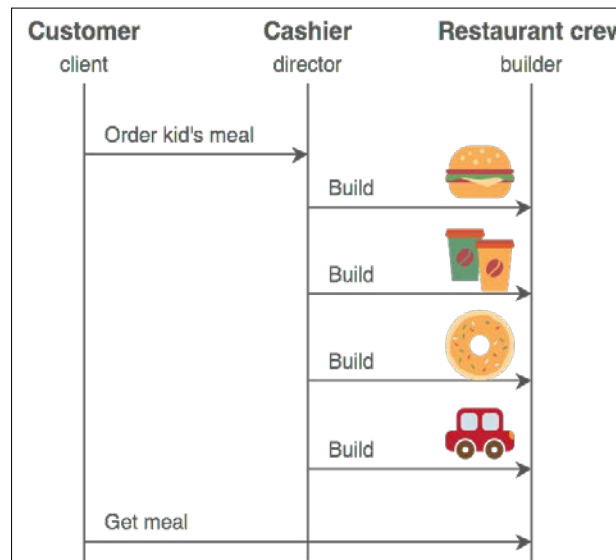 Customer Cashier Restaurant crew
client director builder
Order kid's meal
Build
Build
Build
Build
Get meal